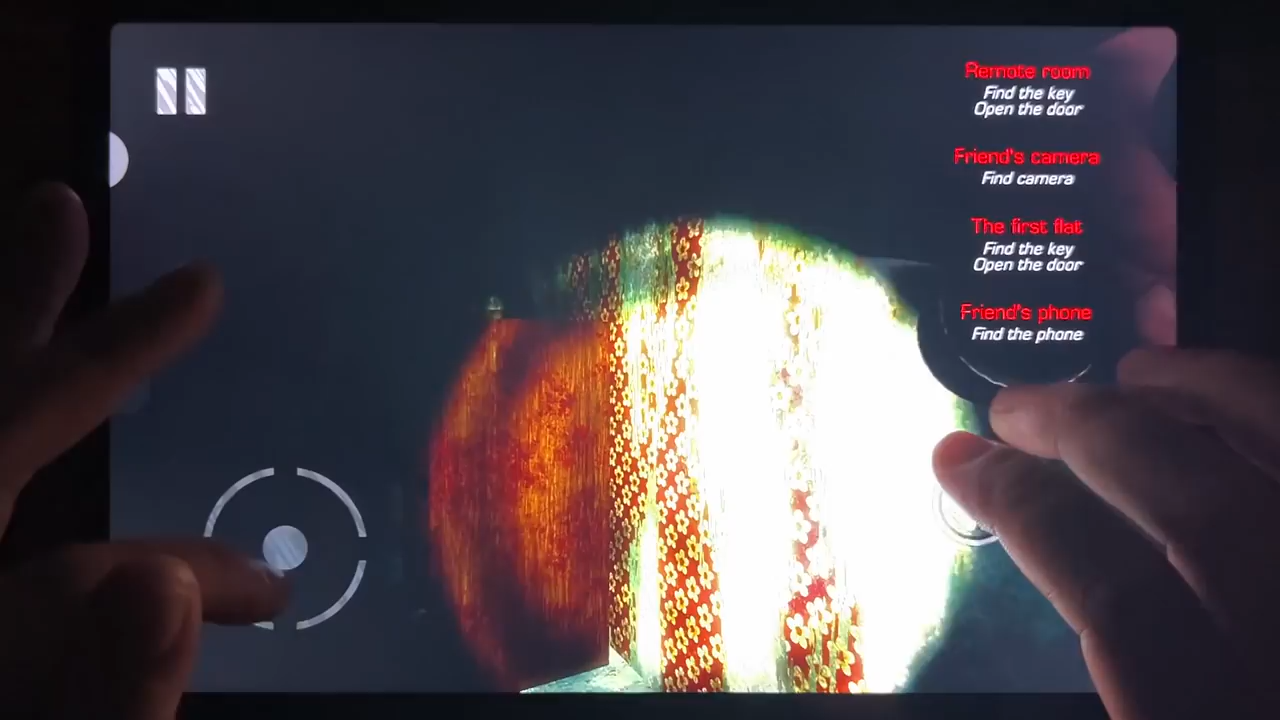 Remote room
Find the key
Open the door
Friend's camera
Find camera
The first flat
Find the key
Open the door
Friend's phone
Find the phone